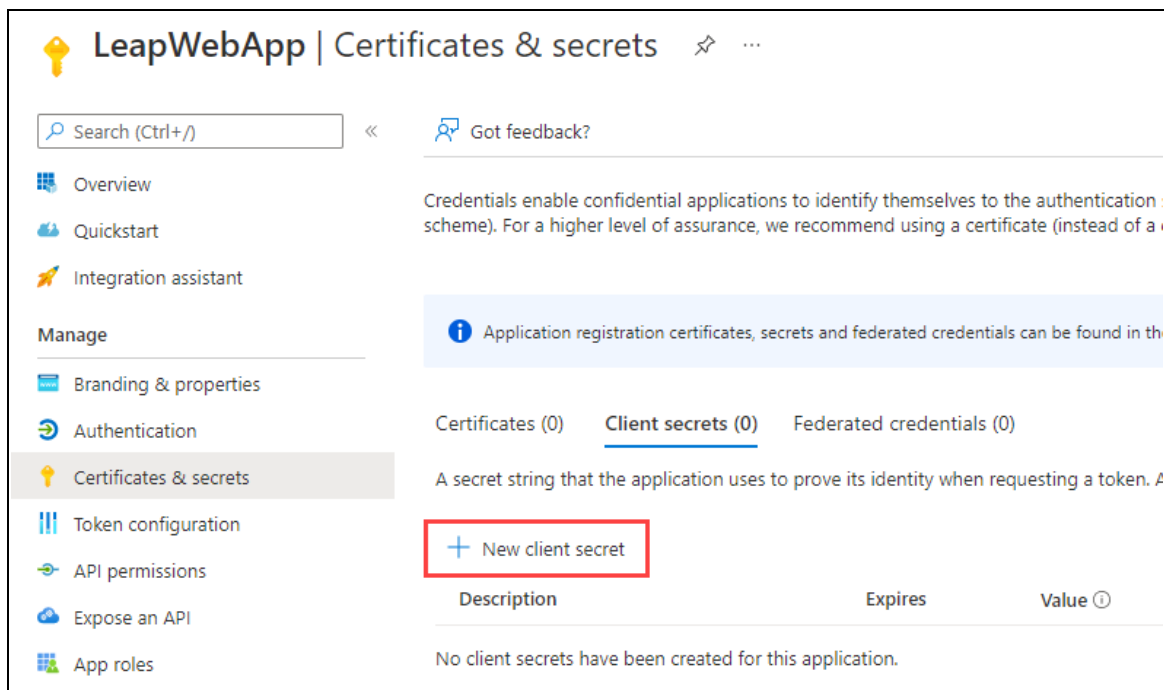 LeapWebApp | Certificates & secrets
Search (Ctrl+/)
Got feedback?
Overview
Quickstart
Integration assistant
Manage
Branding & properties
Authentication
Certificates & secrets
Token configuration
API permissions
Expose an API
App roles
Credentials enable confidential applications to identify themselves to the authentication
scheme). For a higher level of assurance, we recommend using a certificate (instead of a
Application registration certificates, secrets and federated credentials can be found in
Certificates (0) Client secrets (0) Federated credentials (0)
A secret string that the application uses to prove its identity when requesting a token.
New client secret
Description Expires Value
No client secrets have been created for this application.